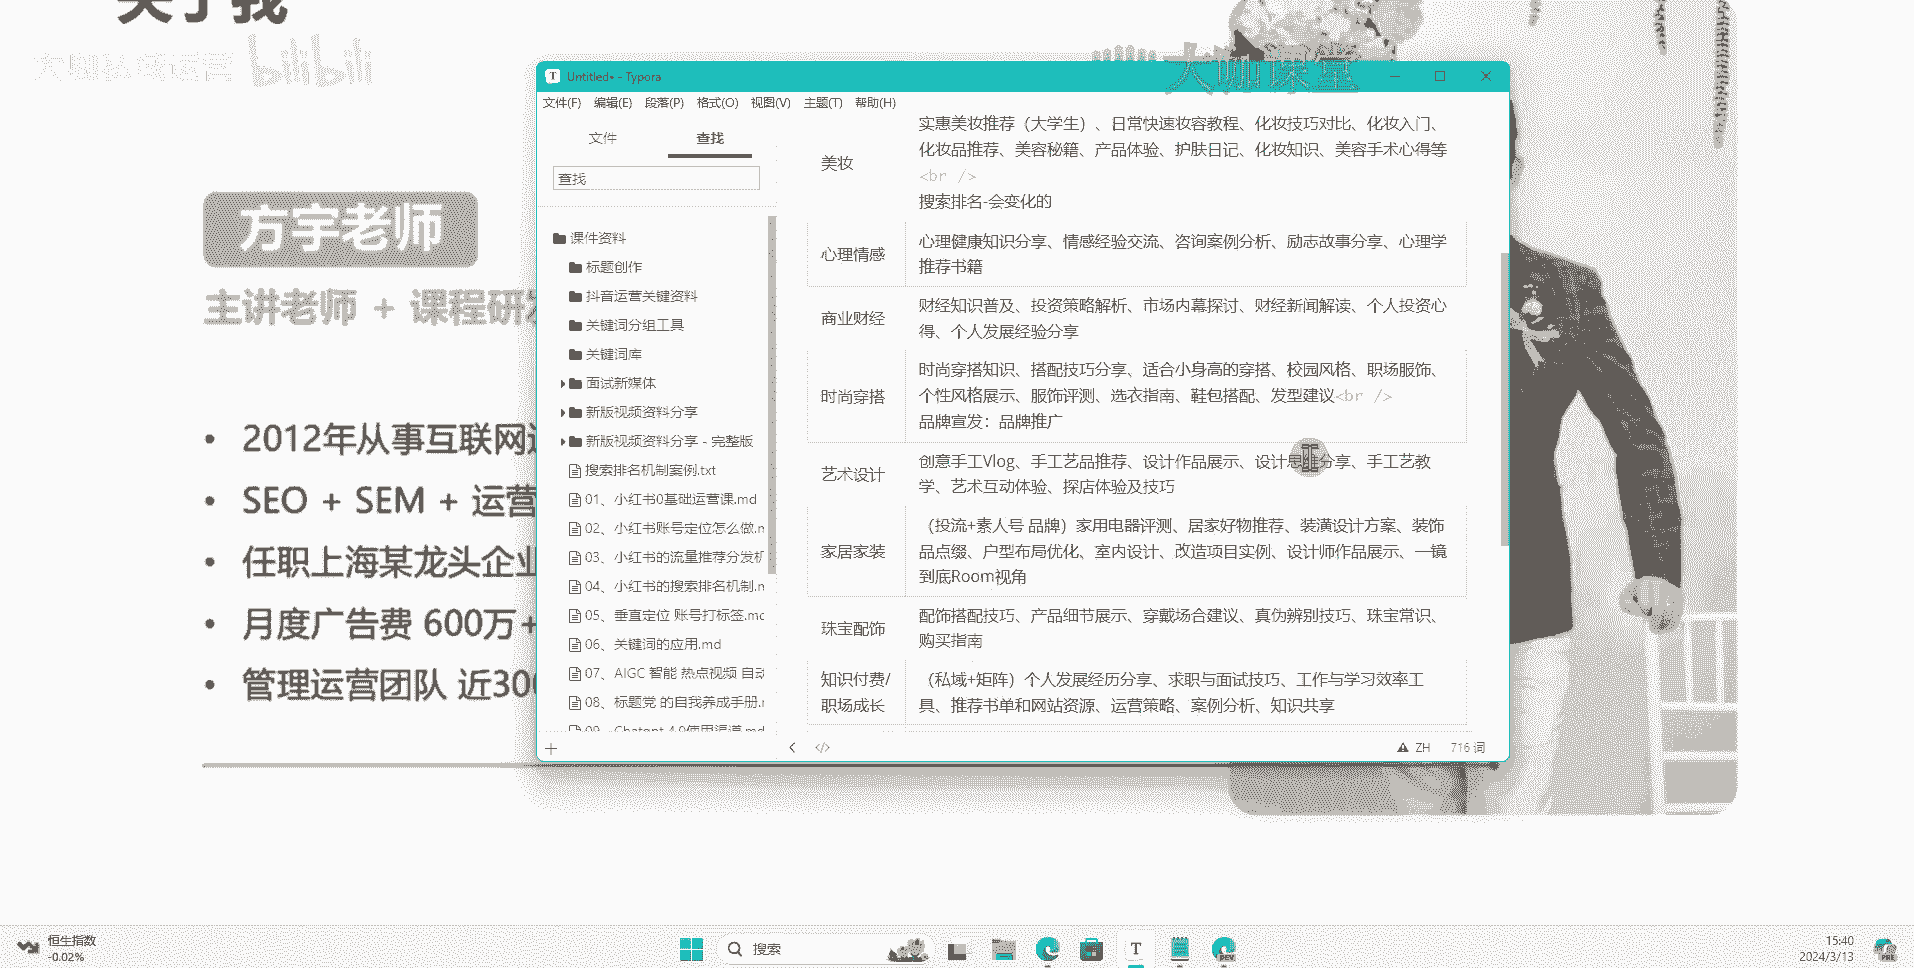 关于我
bilibili
大咖课堂
方宇老师
主讲老师 + 课程研发
• 2012年从事互联网运
• SEO + SEM + 运营
• 任职上海某龙头企业
• 月度广告费 600万+
• 管理运营团队 近300
Untitled• - Typora
文件(F) 编辑(E) 段落(P) 格式(O) 视图(V) 主题(T) 帮助(H)
文件 查找
查找
课件资料
标题创作
抖音运营关键资料
关键词分组工具
关键词库
面试新媒体
新版视频资料分享
新版视频资料分享 - 完整版
搜索排名机制案例.txt
01、小红书0基础运营课.md
02、小红书账号定位怎么做.m
03、小红书的流量推荐分发机
04、小红书的搜索排名机制.m
05、垂直定位 账号打标签.mc
06、关键词的应用.md
07、AIGC 智能 热点视频 自动
08、标题党 的自我养成手册.r
09、Chatgpt 4.0使用渠道.md
美妆
实惠美妆推荐（大学生）、日常快速妆容教程、化妆技巧对比、化妆入门、
化妆品推荐、美容秘籍、产品体验、护肤日记、化妆知识、美容手术心得等
<br />
搜索排名-会变化的
心理情感
心理健康知识分享、情感经验交流、咨询案例分析、励志故事分享、心理学
推荐书籍
商业财经
财经知识普及、投资策略解析、市场内幕探讨、财经新闻解读、个人投资心
得、个人发展经验分享
时尚穿搭
时尚穿搭知识、搭配技巧分享、适合小身高的穿搭、校园风格、职场服饰、
个性风格展示、服饰评测、选衣指南、鞋包搭配、发型建议<br />
品牌宣发：品牌推广
艺术设计
创意手工Vlog、手工艺品推荐、设计作品展示、设计思维分享、手工艺教
学、艺术互动体验、探店体验及技巧
家居家装
（投流+素人号 品牌）家用电器评测、居家好物推荐、装潢设计方案、装饰
品点缀、户型布局优化、室内设计、改造项目实例、设计师作品展示、一镜
到底Room视角
珠宝配饰
配饰搭配技巧、产品细节展示、穿戴场合建议、真伪辨别技巧、珠宝常识、
购买指南
知识付费/
职场成长
（私域+矩阵）个人发展经历分享、求职与面试技巧、工作与学习效率工
具、推荐书单和网站资源、运营策略、案例分析、知识共享
ZH 716 词
恒生指数
-0.02%
搜索
15:40
2024/3/13